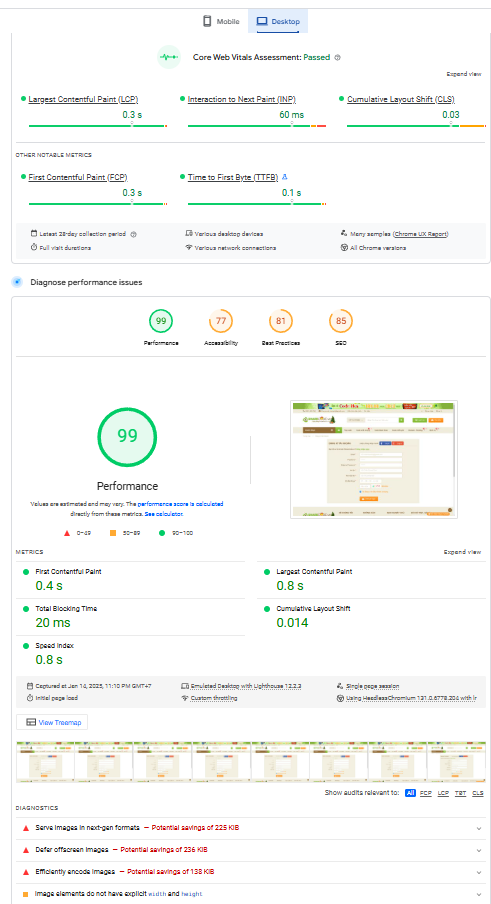 Mobile
Desktop
Core Web Vitals Assessment: Passed
Expand view
Largest Contentful Paint (LCP)
0.3 s
Interaction to Next Paint (INP)
60 ms
Cumulative Layout Shift (CLS)
0.03
OTHER NOTABLE METRICS
First Contentful Paint (FCP)
0.3 s
Time to First Byte (TTFB)
0.1 s
Latest 28-day collection period
Various desktop devices
Many samples (Chrome UX Report)
Full visit durations
Various network connections
All Chrome versions
Diagnose performance issues
99
Performance
77
Accessibility
81
Best Practices
85
SEO
99
Performance
Values are estimated and may vary. The performance score is calculated
directly from these metrics. See calculator.
0–49
50–89
90–100
METRICS
Expand view
First Contentful Paint
0.4 s
Largest Contentful Paint
0.8 s
Total Blocking Time
20 ms
Cumulative Layout Shift
0.014
Speed Index
0.8 s
Captured at Jan 14, 2025, 11:10 PM GMT+7
Emulated Desktop with Lighthouse 12.2.3
Single page session
Initial page load
Custom throttling
Using HeadlessChromium 131.0.6778.204 with lr
View Treemap
Show audits relevant to: All FCP LCP TBT CLS
DIAGNOSTICS
Serve images in next-gen formats — Potential savings of 225 KiB
Defer offscreen images — Potential savings of 236 KiB
Efficiently encode images — Potential savings of 138 KiB
Image elements do not have explicit width and height